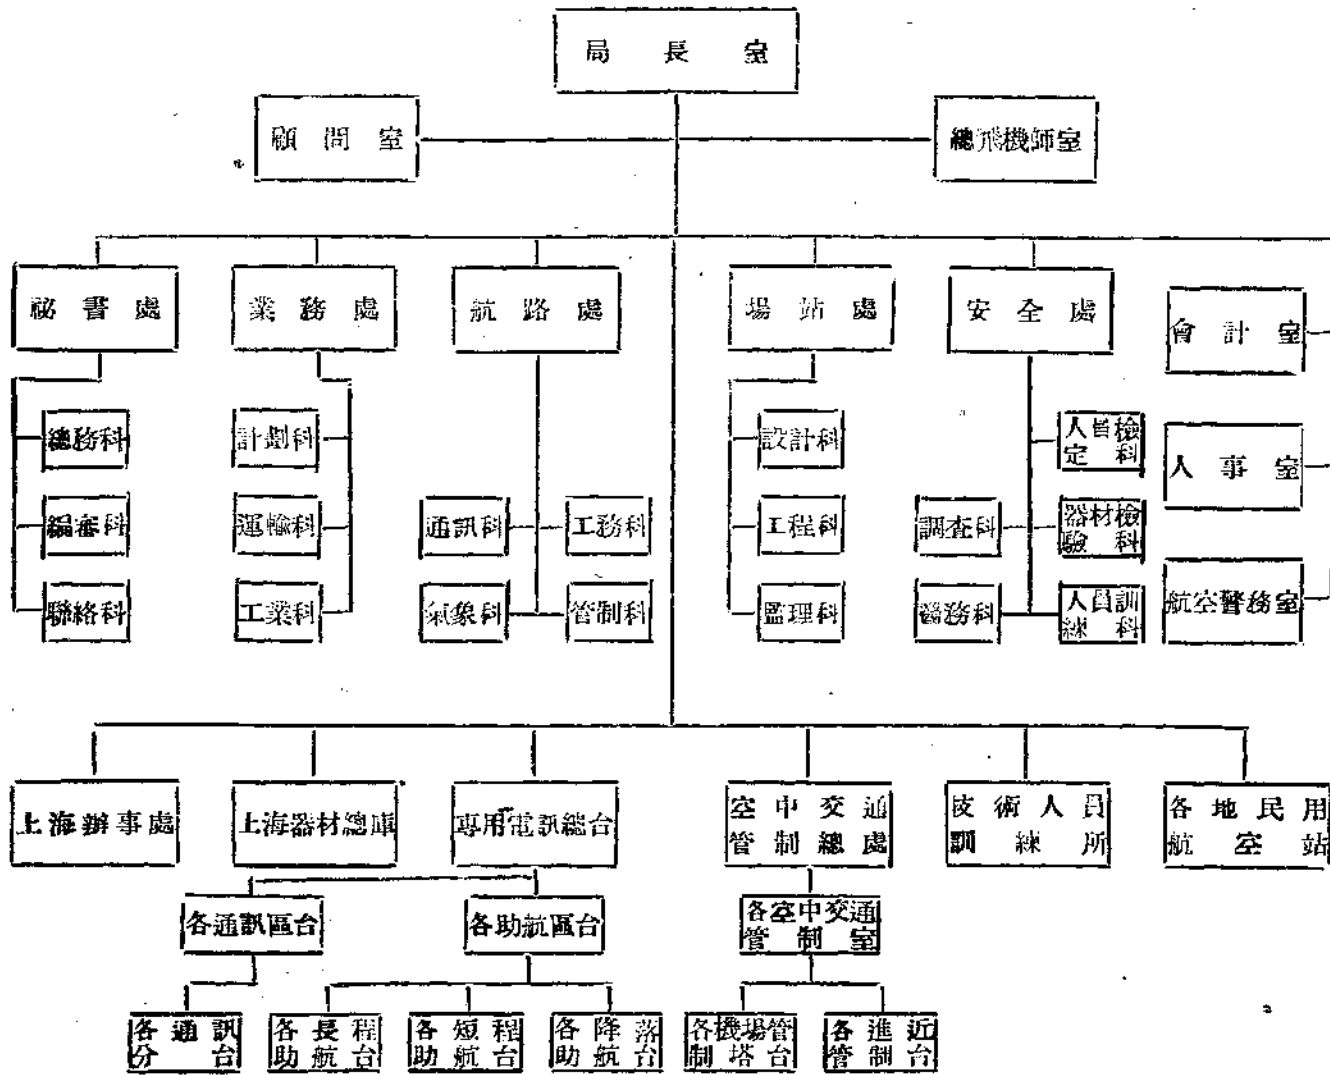 局長室
顧問室
總飛機師室
祕書處
業務處
航路處
場站處
安全處
會計室
總務科
計劃科
設計科
人員檢
定科
人事室
編審科
運輸科
通訊科
工務科
工程科
調查科
器材檢
驗科
聯絡科
工業科
氣象科
管制科
監理科
醫務科
人員訓
練科
航空警務室
上海辦事處
上海器材總庫
專用電訊總台
空中交通
管制總處
技術人員
訓練所
各地民用
航空站
各通訊區台
各助航區台
各空中交通
管制室
各通訊
分台
各長程
助航台
各短程
助航台
各降落
助航台
各機場管
制塔台
各進近
管制台